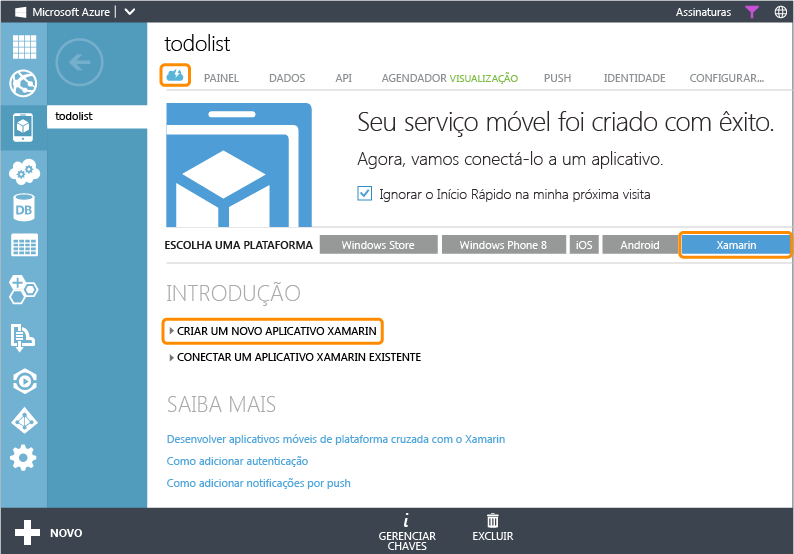 Microsoft Azure
Assinaturas
todolist
todolist
PAINEL DADOS API AGENDADOR VISUALIZAÇÃO PUSH IDENTIDADE CONFIGURAR...
Seu serviço móvel foi criado com êxito.
Agora, vamos conectá-lo a um aplicativo.
Ignorar o Início Rápido na minha próxima visita
ESCOLHA UMA PLATAFORMA Windows Store Windows Phone 8 iOS Android Xamarin
INTRODUÇÃO
CRIAR UM NOVO APLICATIVO XAMARIN
CONECTAR UM APLICATIVO XAMARIN EXISTENTE
SAIBA MAIS
Desenvolver aplicativos móveis de plataforma cruzada com o Xamarin
Como adicionar autenticação
Como adicionar notificações por push
DB
NOVO
GERENCIAR
CHAVES
EXCLUIR